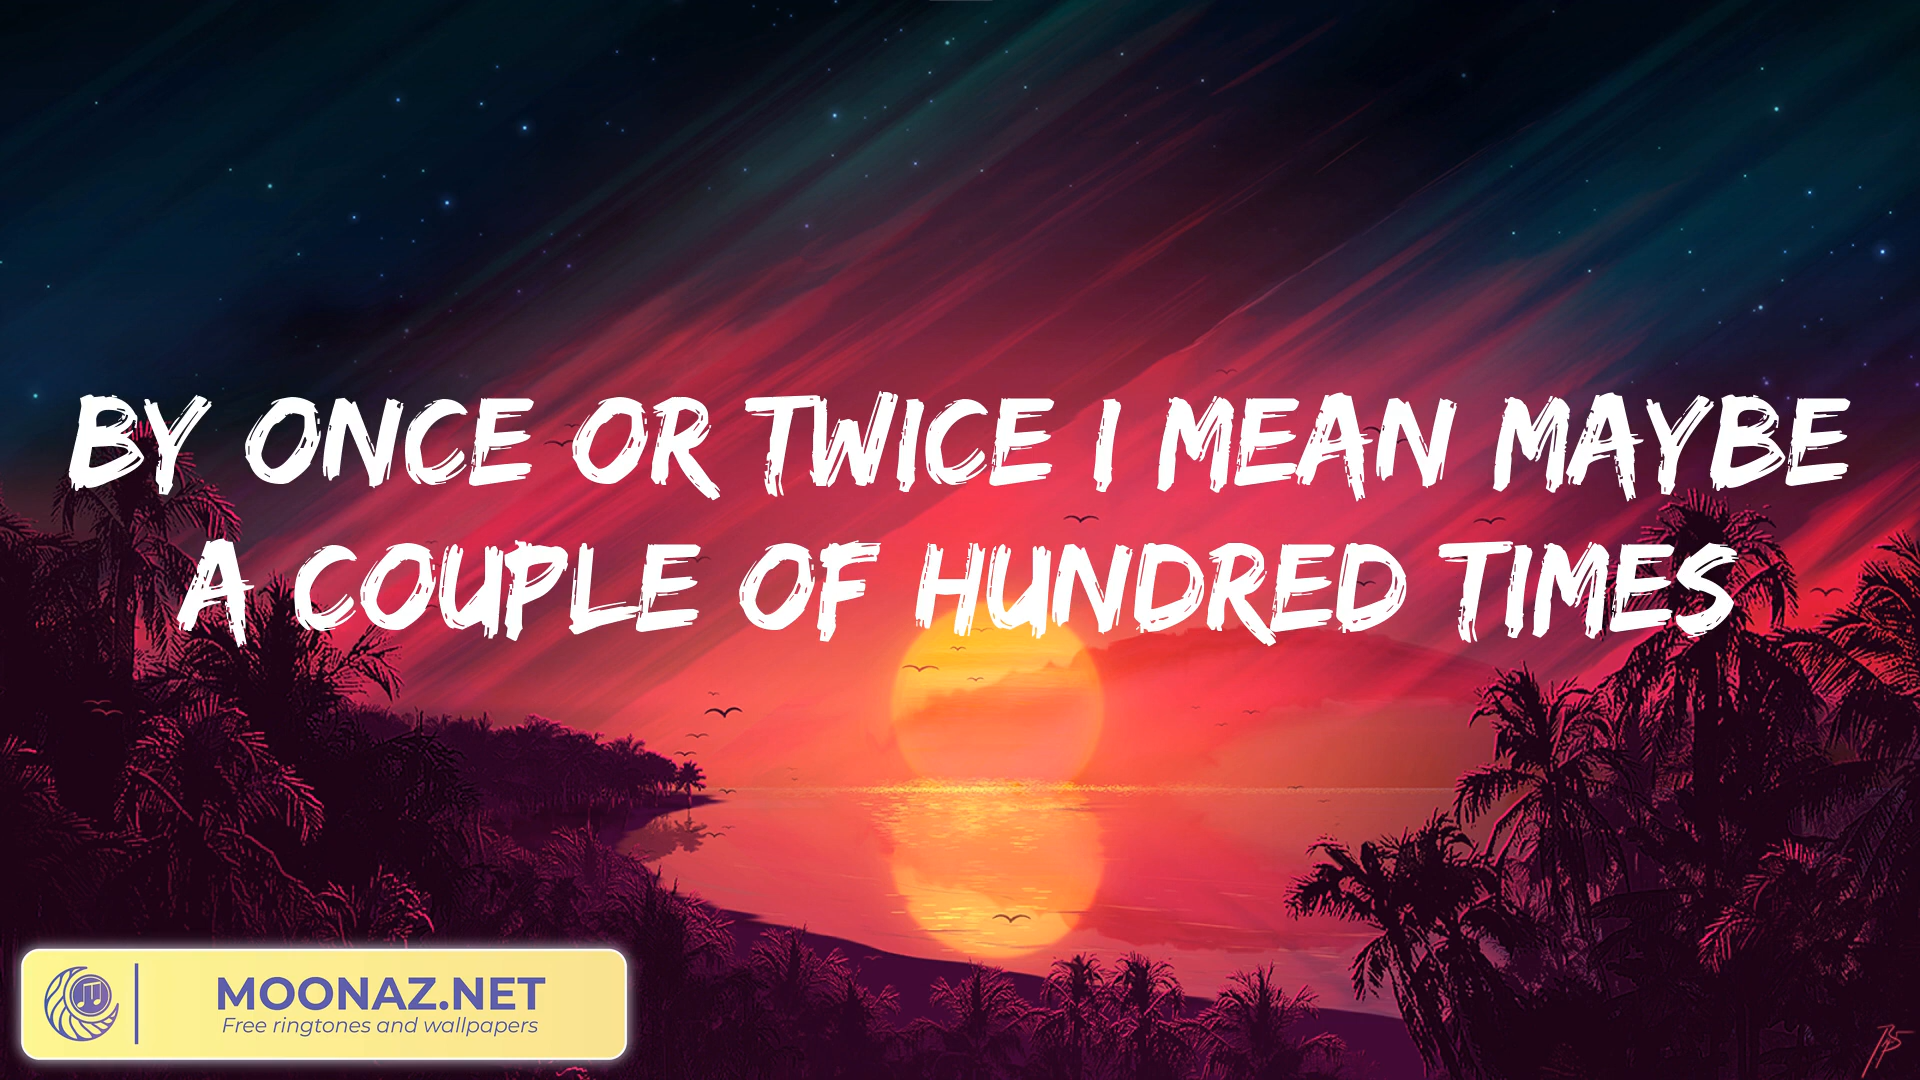 BY ONCE OR TWICE I MEAN MAYBE
A COUPLE OF HUNDRED TIMES
MOONAZ.NET
Free ringtones and wallpapers